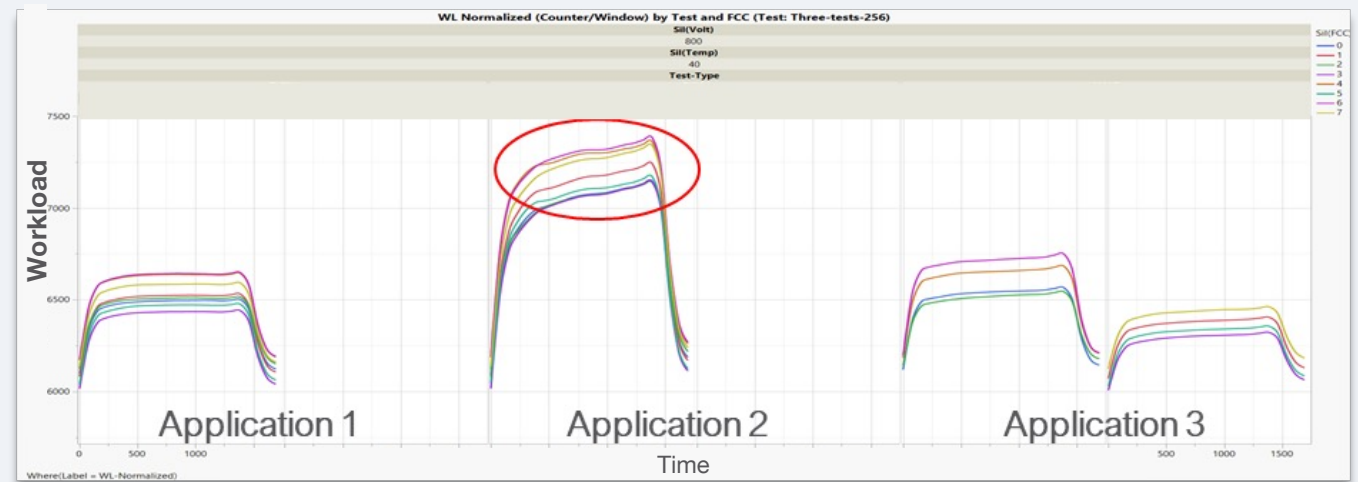 WL Normalized (Counter/Window) by Test and FCC (Test: Three-tests-256)
Sil(Volt)
800
Sil(Temp)
40
Test-Type
Sil(FCC
0
1
2
3
4
5
6
7
7500
7000
6500
6000
Workload
Application 1
Application 2
Application 3
0 500 1000 500 1000 1500
Time
Where(Label = WL-Normalized)